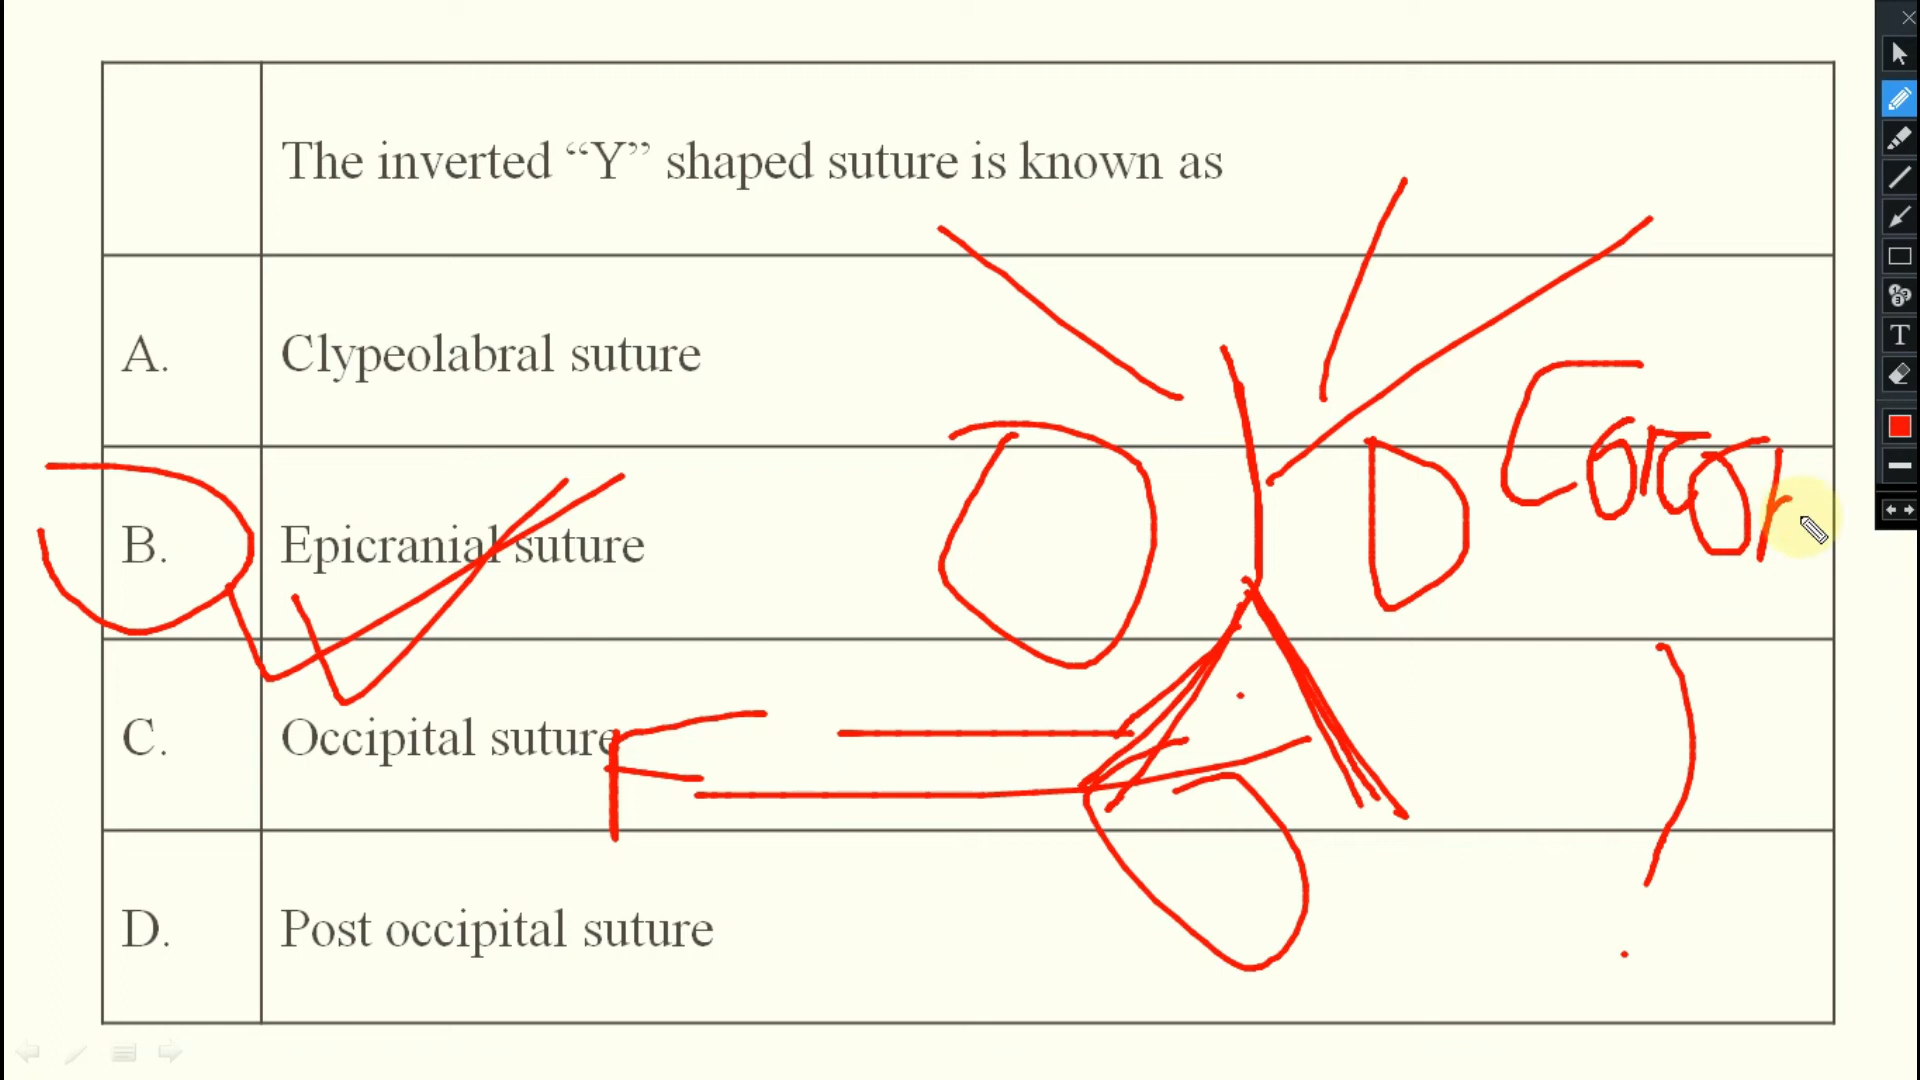 The inverted “Y” shaped suture is known as
A. Clypeolabral suture
B. Epicranial suture
C. Occipital suture
D. Post occipital suture